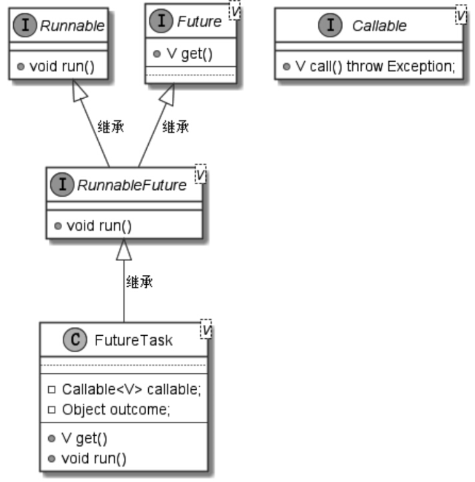 I Runnable
void run()
I Future V
V get()
I Callable
V
V call() throw Exception;
继承
继承
I RunnableFuture V
void run()
继承
C FutureTask V
Callable<V> callable;
Object outcome;
V get()
void run()